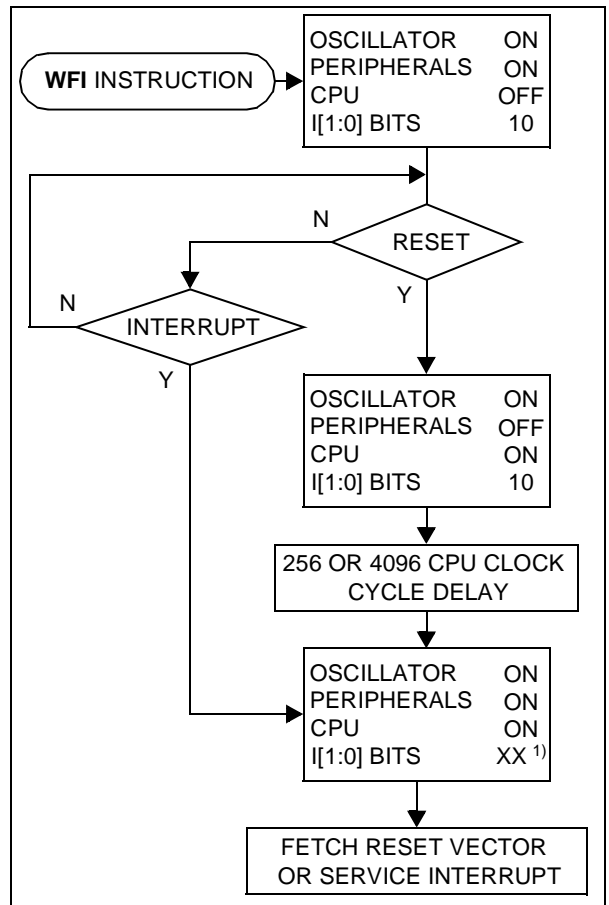 WFI INSTRUCTION
OSCILLATOR ON
PERIPHERALS ON
CPU OFF
I[1:0] BITS 10
N
RESET
Y
N
INTERRUPT
Y
OSCILLATOR ON
PERIPHERALS OFF
CPU ON
I[1:0] BITS 10
256 OR 4096 CPU CLOCK
CYCLE DELAY
OSCILLATOR ON
PERIPHERALS ON
CPU ON
I[1:0] BITS XX 1)
FETCH RESET VECTOR
OR SERVICE INTERRUPT